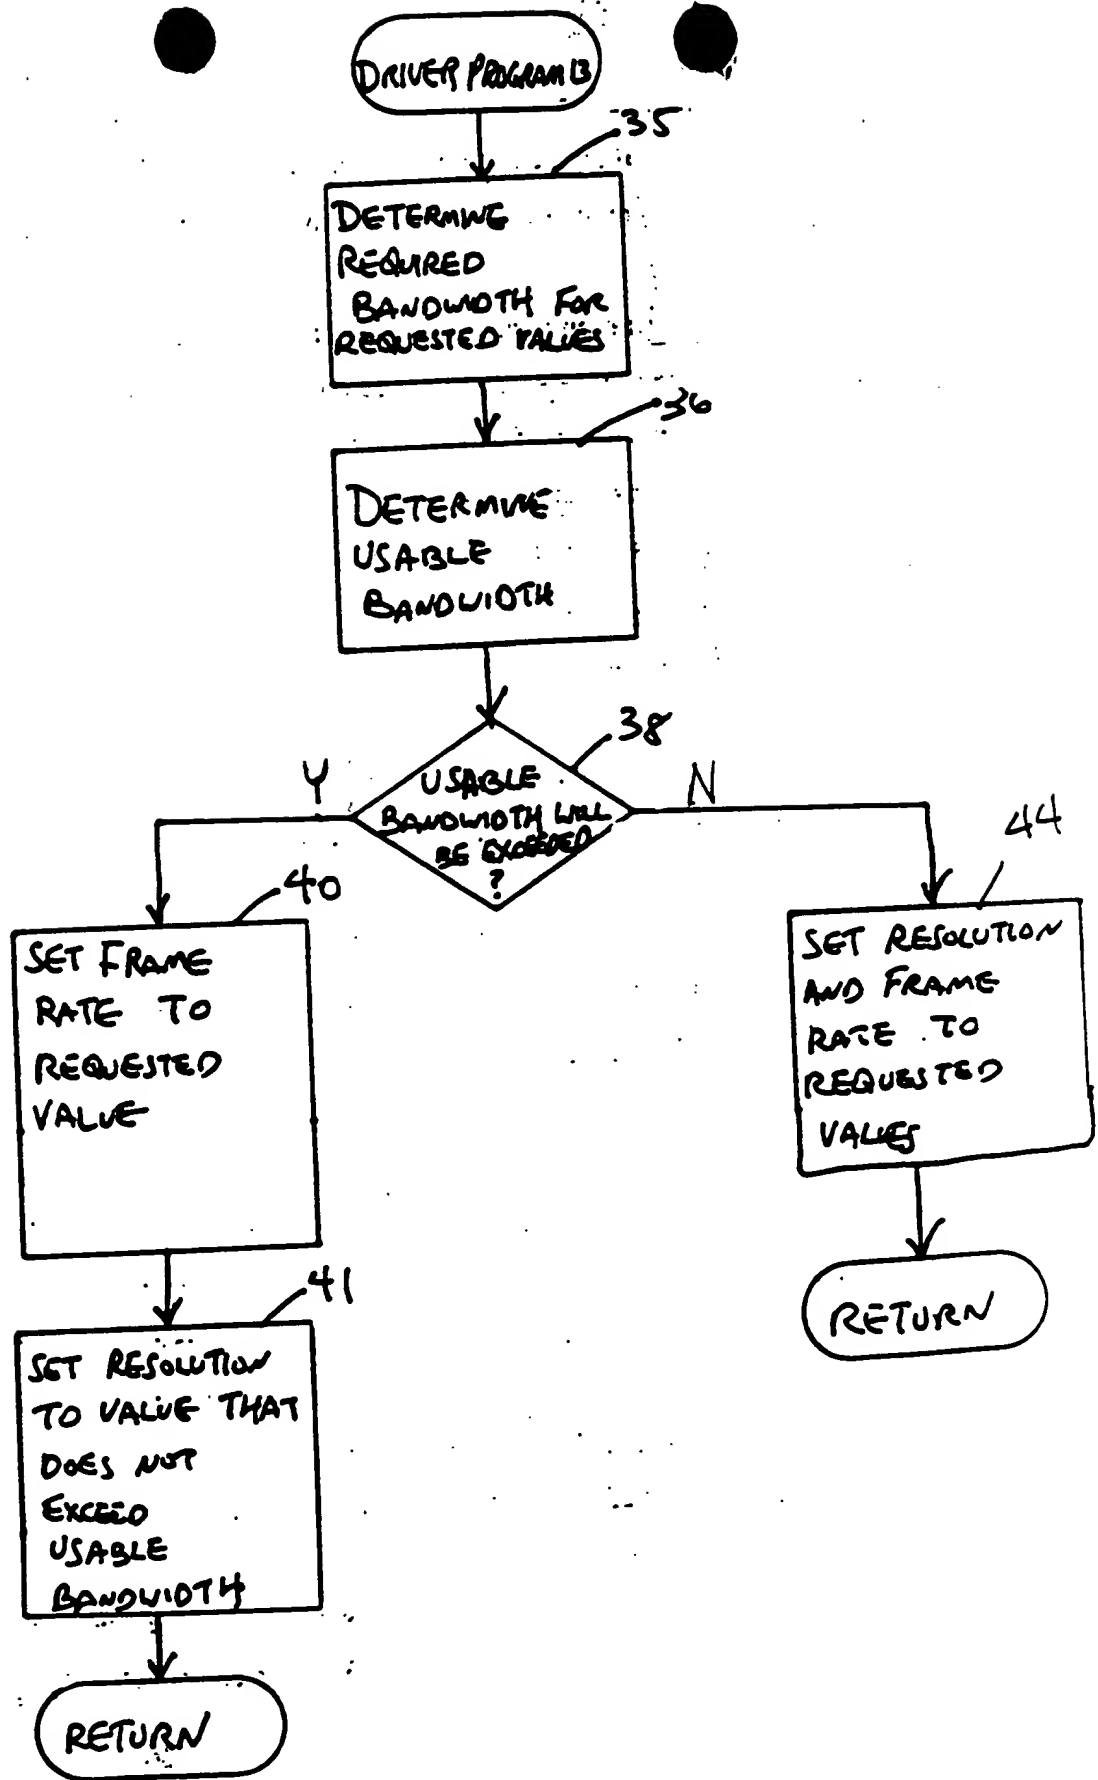 DRIVER PROGRAM 13
35
DETERMINE
REQUIRED
BANDWIDTH FOR
REQUESTED VALUES
36
DETERMINE
USABLE
BANDWIDTH
38
Y
USABLE
BANDWIDTH WILL
BE EXCEEDED
?
N
40
SET FRAME
RATE TO
REQUESTED
VALUE
44
SET RESOLUTION
AND FRAME
RATE TO
REQUESTED
VALUES
RETURN
41
SET RESOLUTION
TO VALUE THAT
DOES NOT
EXCEED
USABLE
BANDWIDTH
RETURN